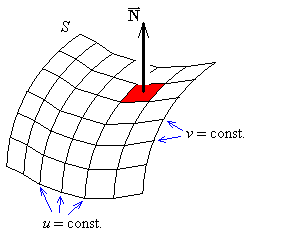 N
S
v = const.
u = const.